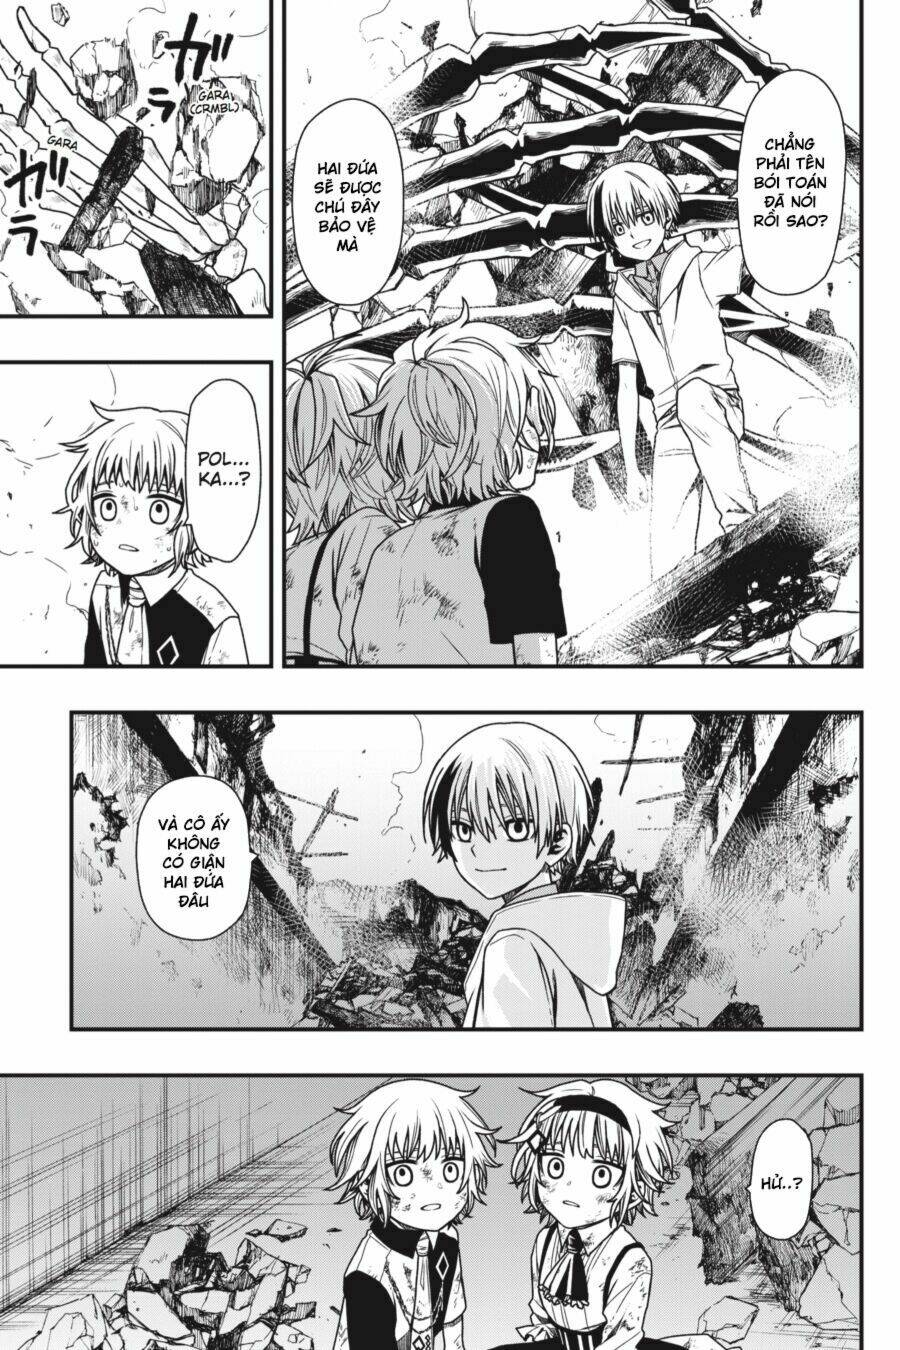 CHẲNG
PHẢI TÊN
BÓI TOÁN
ĐÃ NÓI
RỒI SAO?
HAI ĐỨA
SẼ ĐƯỢC
CHÚ ĐÂY
BẢO VỆ
MÀ
ガラ
GARA
(CRMBL)
GARA
ガラ
POL...
KA...?
VÀ CÔ ẤY
KHÔNG
CÓ GIẬN
HAI ĐỨA
ĐÂU
HỬ..?